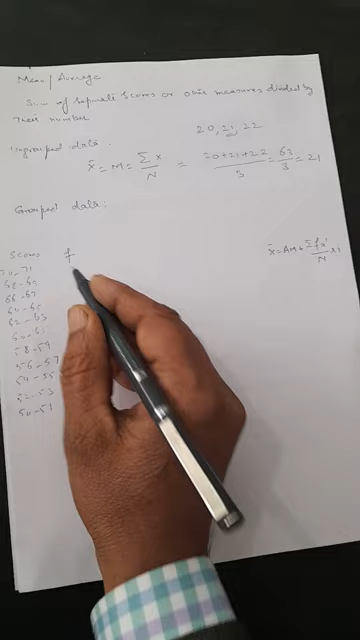 Mean / Average
Sum of separate scores or other measures divided by
their number
20, 21, 22
Ungrouped data.
x̄ = M = Σx / N = 20+21+22 / 3 = 63 / 3 = 21
Grouped data:
Scores f
x̄ = AM + Σfx' / N × i
70-71
68-69
66-67
64-65
62-63
60-61
58-59
56-57
54-55
52-53
50-51